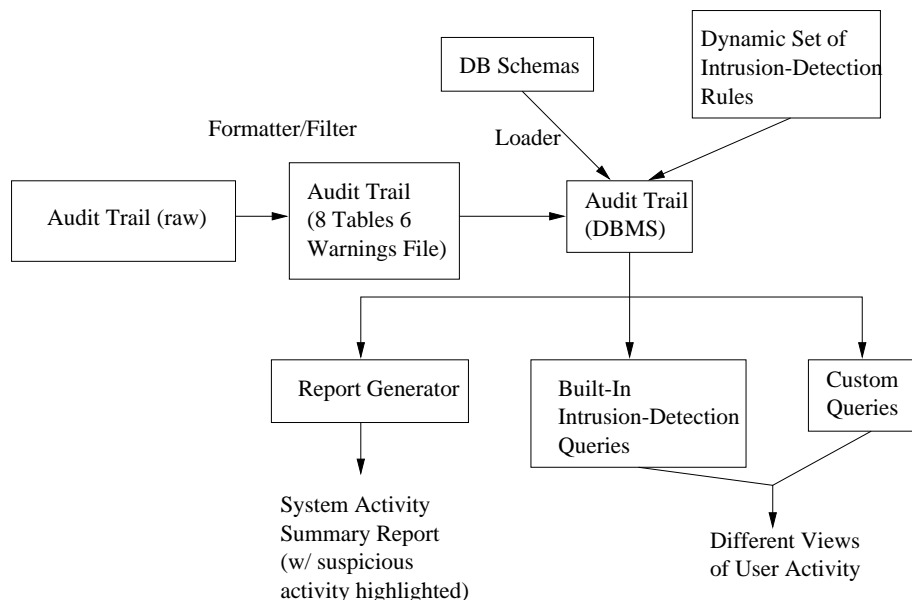 DB Schemas
Dynamic Set of
Intrusion-Detection
Rules
Formatter/Filter
Loader
Audit Trail (raw)
Audit Trail
(8 Tables 6
Warnings File)
Audit Trail
(DBMS)
Report Generator
Built-In
Intrusion-Detection
Queries
Custom
Queries
System Activity
Summary Report
(w/ suspicious
activity highlighted)
Different Views
of User Activity